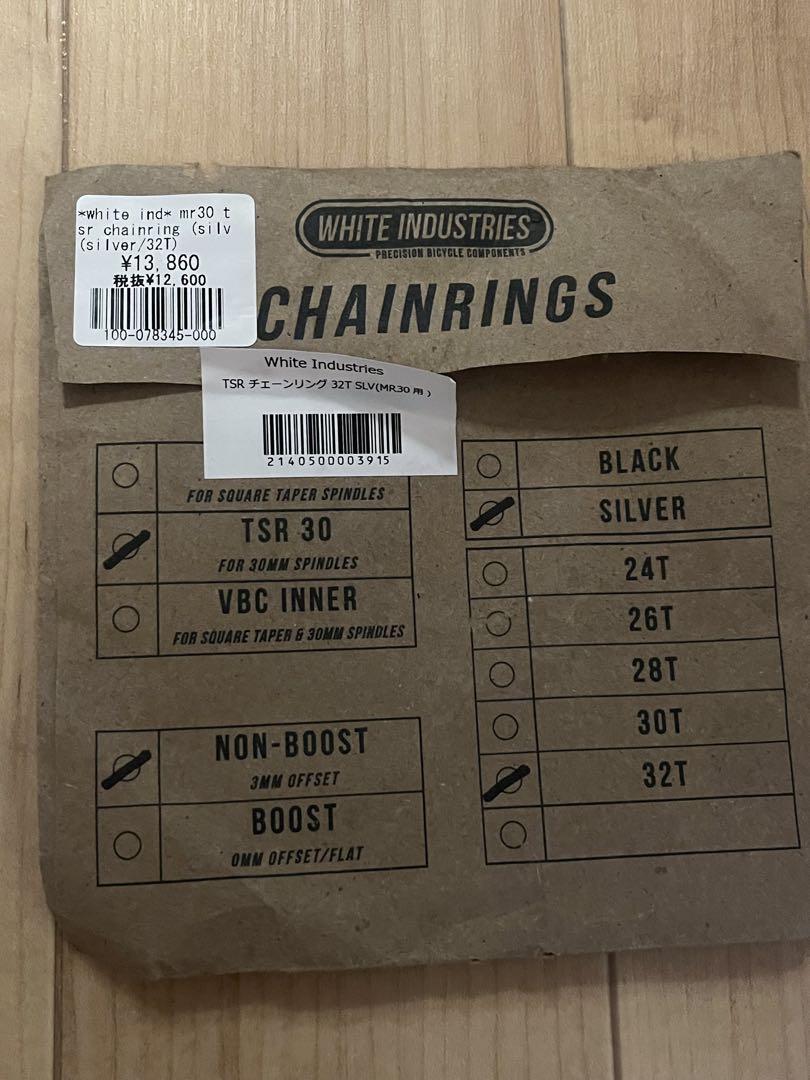 *white ind* mr30 t
sr chainring (silv
(silver/32T)
¥13,860
税抜¥12,600
100-078345-000
WHITE INDUSTRIES
PRECISION BICYCLE COMPONENTS
CHAINRINGS
White Industries
TSR チェーンリング 32T SLV(MR30 用 )
2140500003915
FOR SQUARE TAPER SPINDLES
TSR 30
FOR 30MM SPINDLES
VBC INNER
FOR SQUARE TAPER & 30MM SPINDLES
NON-BOOST
3MM OFFSET
BOOST
0MM OFFSET/FLAT
BLACK
SILVER
24T
26T
28T
30T
32T